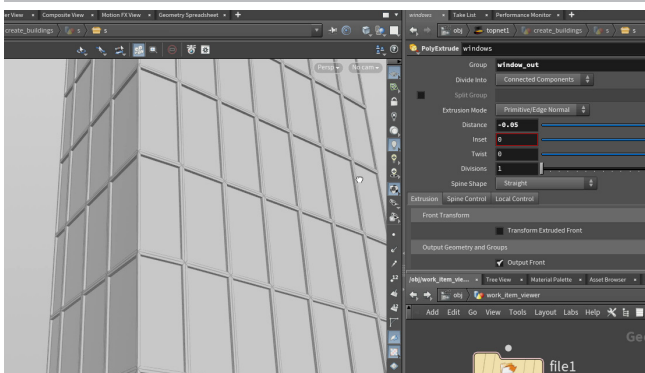 er View × Composite View × Motion FX View × Geometry Spreadsheet × +
create_buildings s s
Persp No cam
windows × Take List × Performance Monitor × +
obj topnet1 create_buildings s s
PolyExtrude windows
Group window_out
Divide Into Connected Components
Split Group
Extrusion Mode Primitive/Edge Normal
Distance -0.05
Inset 0
Twist 0
Divisions 1
Spine Shape Straight
Extrusion Spine Control Local Control
Front Transform
Transform Extruded Front
Output Geometry and Groups
Output Front
/obj/work_item_vie... × Tree View × Material Palette × Asset Browser ×
obj work_item_viewer
Add Edit Go View Tools Layout Labs Help
Geo
file1